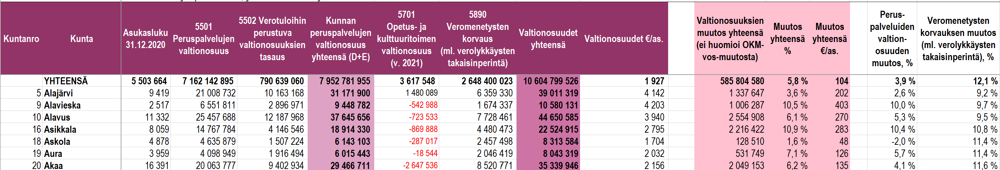 Kuntanro Kunta Asukasluku 31.12.2020 5501 Peruspalvelujen valtionosuus 5502 Verotuloihin perustuva valtionosuuksien tasaus Kunnan peruspalvelujen valtionosuus yhteensä (D+E) 5701 Opetus- ja kulttuuritoimen valtionosuus (v. 2021) 5890 Veromenetysten korvaus (ml. verolykkäysten takaisinperintä) Valtionosuudet yhteensä Valtionosuudet €/as. Valtionosuuksien muutos yhteensä (ei huomioi OKM-vos-muutosta) Muutos yhteensä % Muutos yhteensä €/as. Perus-palveluiden valtion-osuuden muutos, % Veromenetysten korvauksen muutos (ml. verolykkäysten takaisinperintä), %
YHTEENSÄ 5 503 664 7 162 142 895 790 639 060 7 952 781 955 3 617 548 2 648 400 023 10 604 799 526 1 927 585 804 580 5,8 % 104 3,9 % 12,1 %
5 Alajärvi 9 419 21 008 732 10 163 168 31 171 900 1 480 089 6 359 330 39 011 319 4 142 1 337 647 3,6 % 202 2,6 % 9,2 %
9 Alavieska 2 517 6 551 811 2 896 971 9 448 782 -542 988 1 674 337 10 580 131 4 203 1 006 287 10,5 % 403 10,0 % 9,7 %
10 Alavus 11 332 25 457 688 12 187 968 37 645 656 -723 533 7 728 461 44 650 585 3 940 2 554 908 6,1 % 270 5,3 % 9,5 %
16 Asikkala 8 059 14 767 784 4 146 546 18 914 330 -869 888 4 480 473 22 524 915 2 795 2 216 422 10,9 % 283 10,4 % 10,8 %
18 Askola 4 878 4 635 879 1 507 224 6 143 103 -287 017 2 457 498 8 313 584 1 704 128 510 1,6 % 48 -2,0 % 11,4 %
19 Aura 3 959 4 098 949 1 916 494 6 015 443 -18 544 2 046 419 8 043 319 2 032 531 749 7,1 % 126 5,7 % 11,4 %
20 Akaa 16 391 20 063 777 9 402 934 29 466 711 -2 647 536 8 520 771 35 339 946 2 156 2 049 153 6,2 % 135 4,1 % 11,6 %